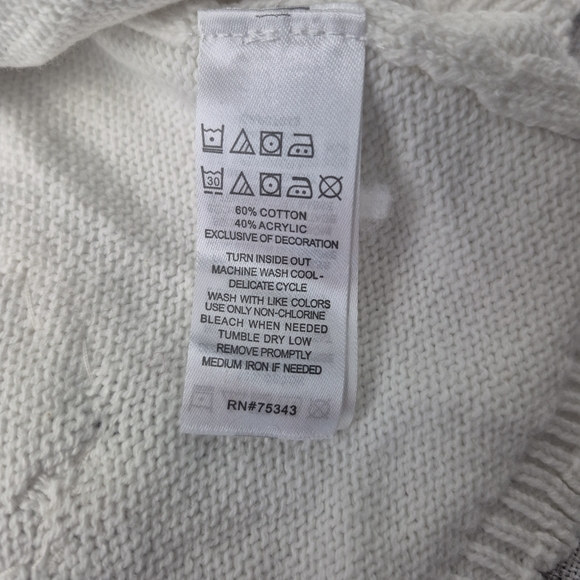 30
60% COTTON
40% ACRYLIC
EXCLUSIVE OF DECORATION
TURN INSIDE OUT
MACHINE WASH COOL-
DELICATE CYCLE
WASH WITH LIKE COLORS
USE ONLY NON-CHLORINE
BLEACH WHEN NEEDED
TUMBLE DRY LOW
REMOVE PROMPTLY
MEDIUM IRON IF NEEDED
RN#75343